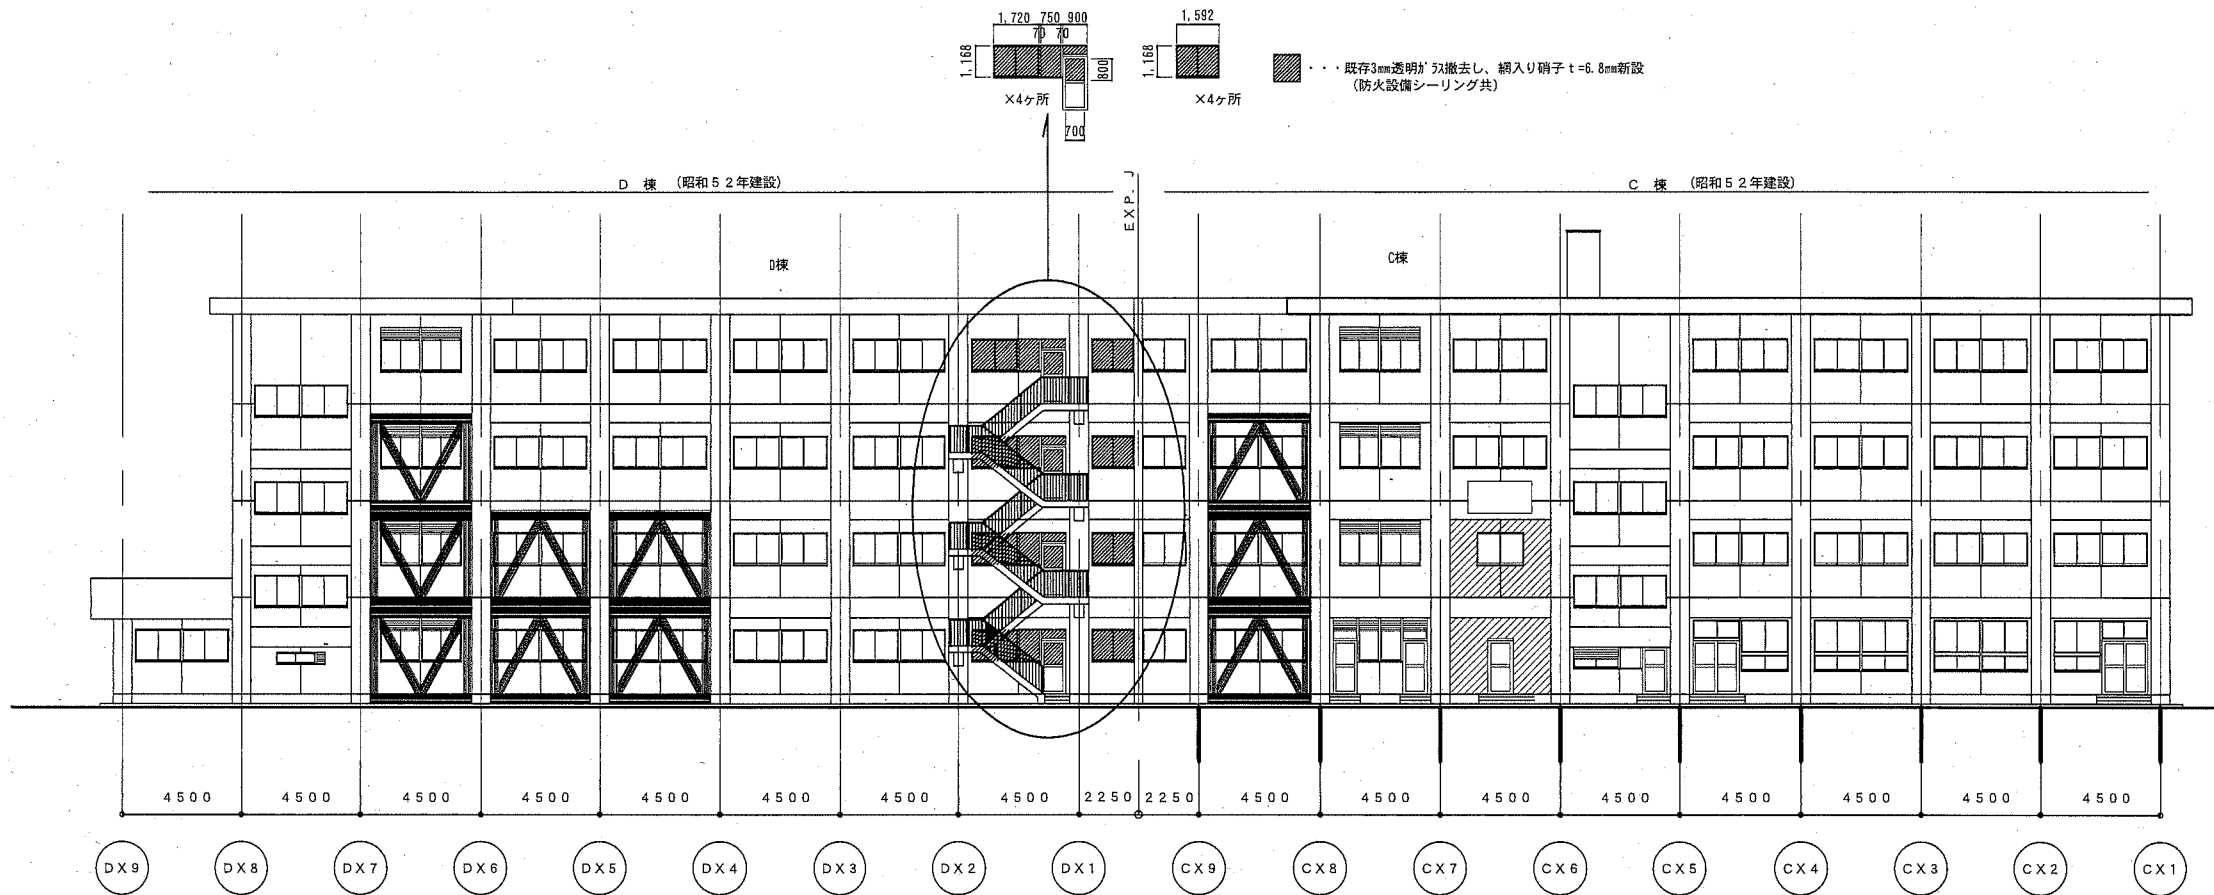 1,720 750 900
70 70
1,168
800
×4ヶ所
700
1,592
1,168
×4ヶ所
・・・既存3mm透明ガラス撤去し、網入り硝子 t=6.8mm新設
(防火設備シーリング共)
D 棟 (昭和52年建設)
EXP. J
C 棟 (昭和52年建設)
D棟
C棟
4500 4500 4500 4500 4500 4500 4500 4500 2250 2250 4500 4500 4500 4500 4500 4500 4500 4500
DX9 DX8 DX7 DX6 DX5 DX4 DX3 DX2 DX1 CX9 CX8 CX7 CX6 CX5 CX4 CX3 CX2 CX1